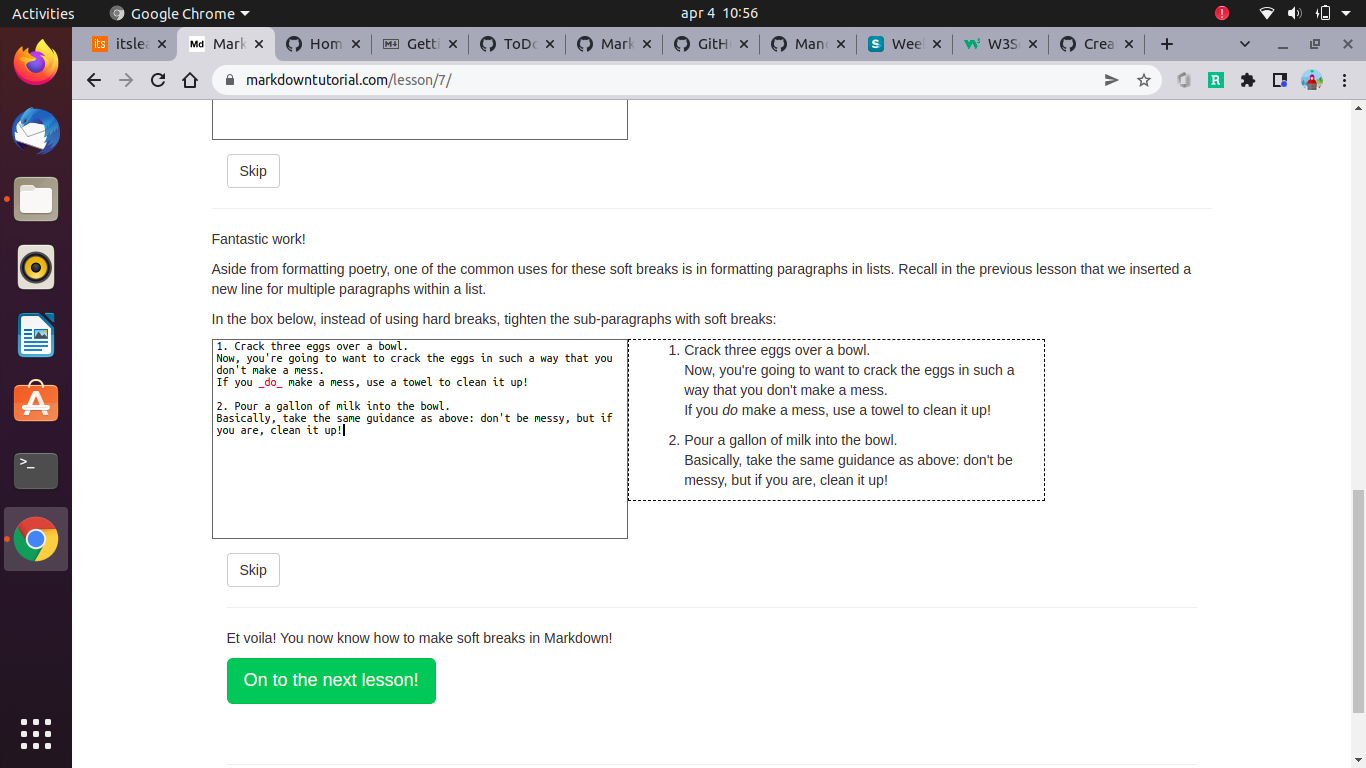 Activities
Google Chrome
apr 4 10:56
itslea
Mark
Hom
Getti
ToDo
Mark
GitH
Man
Wee
W3S
Crea
markdowntutorial.com/lesson/7/
Skip
Fantastic work!
Aside from formatting poetry, one of the common uses for these soft breaks is in formatting paragraphs in lists. Recall in the previous lesson that we inserted a
new line for multiple paragraphs within a list.
In the box below, instead of using hard breaks, tighten the sub-paragraphs with soft breaks:
1. Crack three eggs over a bowl.
Now, you're going to want to crack the eggs in such a way that you
don't make a mess.
If you _do_ make a mess, use a towel to clean it up!
2. Pour a gallon of milk into the bowl.
Basically, take the same guidance as above: don't be messy, but if
you are, clean it up!
1. Crack three eggs over a bowl.
Now, you're going to want to crack the eggs in such a
way that you don't make a mess.
If you do make a mess, use a towel to clean it up!
2. Pour a gallon of milk into the bowl.
Basically, take the same guidance as above: don't be
messy, but if you are, clean it up!
Skip
Et voila! You now know how to make soft breaks in Markdown!
On to the next lesson!